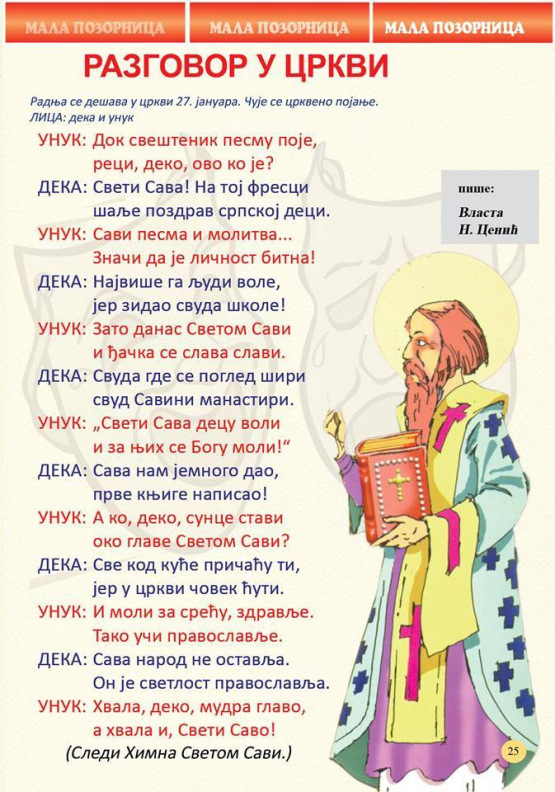 МАЛА ПОЗОРНИЦА МАЛА ПОЗОРНИЦА МАЛА ПОЗОРНИЦА
РАЗГОВОР У ЦРКВИ
Радња се дешава у цркви 27. јануара. Чује се црквено појање.
ЛИЦА: дека и унук
УНУК: Док свештеник песму поје,
реци, деко, ово ко је?
ДЕКА: Свети Сава! На тој фресци
шаље поздрав српској деци.
УНУК: Сави песма и молитва...
Значи да је личност битна!
ДЕКА: Највише га људи воле,
јер зидао свуда школе!
УНУК: Зато данас Светом Сави
и ђачка се слава слави.
ДЕКА: Свуда где се поглед шири
свуд Савини манастири.
УНУК: „Свети Сава децу воли
и за њих се Богу моли!“
ДЕКА: Сава нам јемного дао,
прве књиге написао!
УНУК: А ко, деко, сунце стави
око главе Светом Сави?
ДЕКА: Све код куће причаћу ти,
јер у цркви човек ћути.
УНУК: И моли за срећу, здравље.
Тако учи православље.
ДЕКА: Сава народ не оставља.
Он је светлост православља.
УНУК: Хвала, деко, мудра главо,
а хвала и, Свети Саво!
(Следи Химна Светом Сави.)
пише:
Власта
Н. Ценић
25